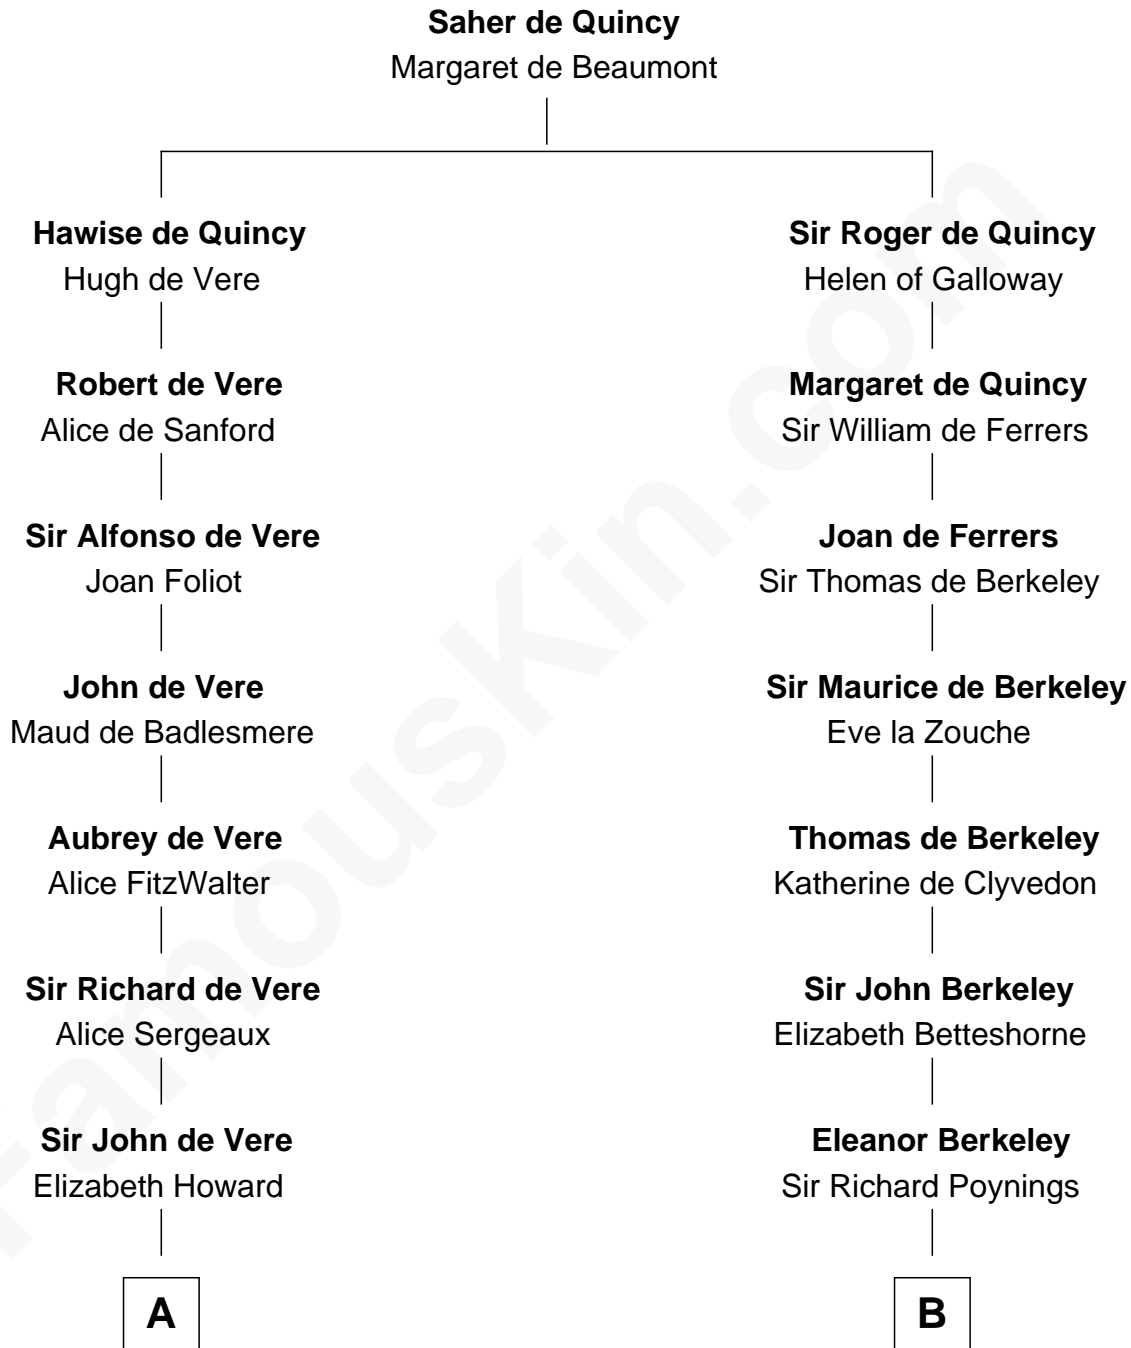 Saher de Quincy
Margaret de Beaumont
Hawise de Quincy
Hugh de Vere
Sir Roger de Quincy
Helen of Galloway
Robert de Vere
Alice de Sanford
Margaret de Quincy
Sir William de Ferrers
Sir Alfonso de Vere
Joan Foliot
Joan de Ferrers
Sir Thomas de Berkeley
John de Vere
Maud de Badlesmere
Sir Maurice de Berkeley
Eve la Zouche
Aubrey de Vere
Alice FitzWalter
Thomas de Berkeley
Katherine de Clyvedon
Sir Richard de Vere
Alice Sergeaux
Sir John Berkeley
Elizabeth Betteshorne
Sir John de Vere
Elizabeth Howard
Eleanor Berkeley
Sir Richard Poynings
A
B
FamousKin.com